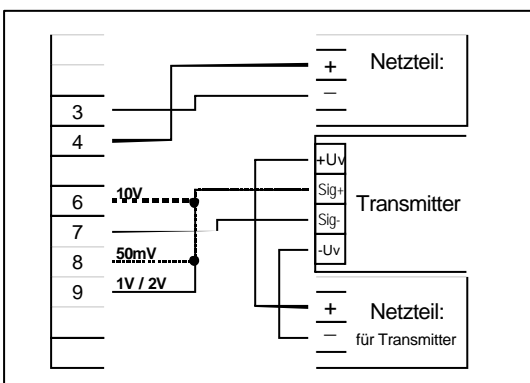 3
4
6
7
8
9
10V
50mV
1V / 2V
+
−
Netzteil:
+Uv
Sig+
Sig-
-Uv
Transmitter
+
−
Netzteil:
für Transmitter